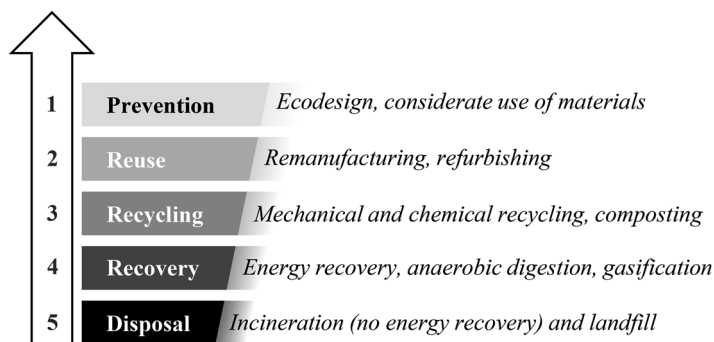 1 Prevention Ecodesign, considerate use of materials
2 Reuse Remanufacturing, refurbishing
3 Recycling Mechanical and chemical recycling, composting
4 Recovery Energy recovery, anaerobic digestion, gasification
5 Disposal Incineration (no energy recovery) and landfill